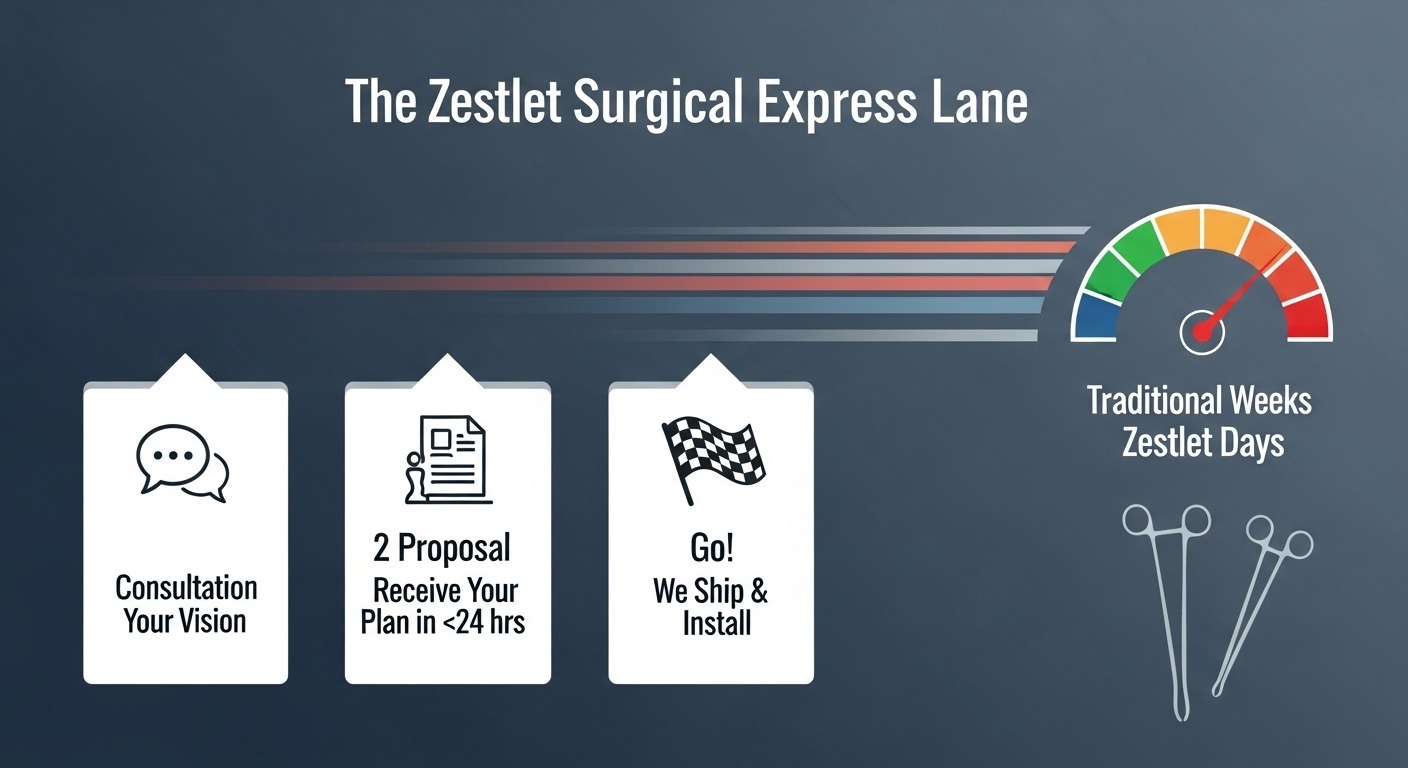 The Zestlet Surgical Express Lane
Consultation
Your Vision
2 Proposal
Receive Your
Plan in <24 hrs
Go!
We Ship &
Install
Traditional Weeks
Zestlet Days